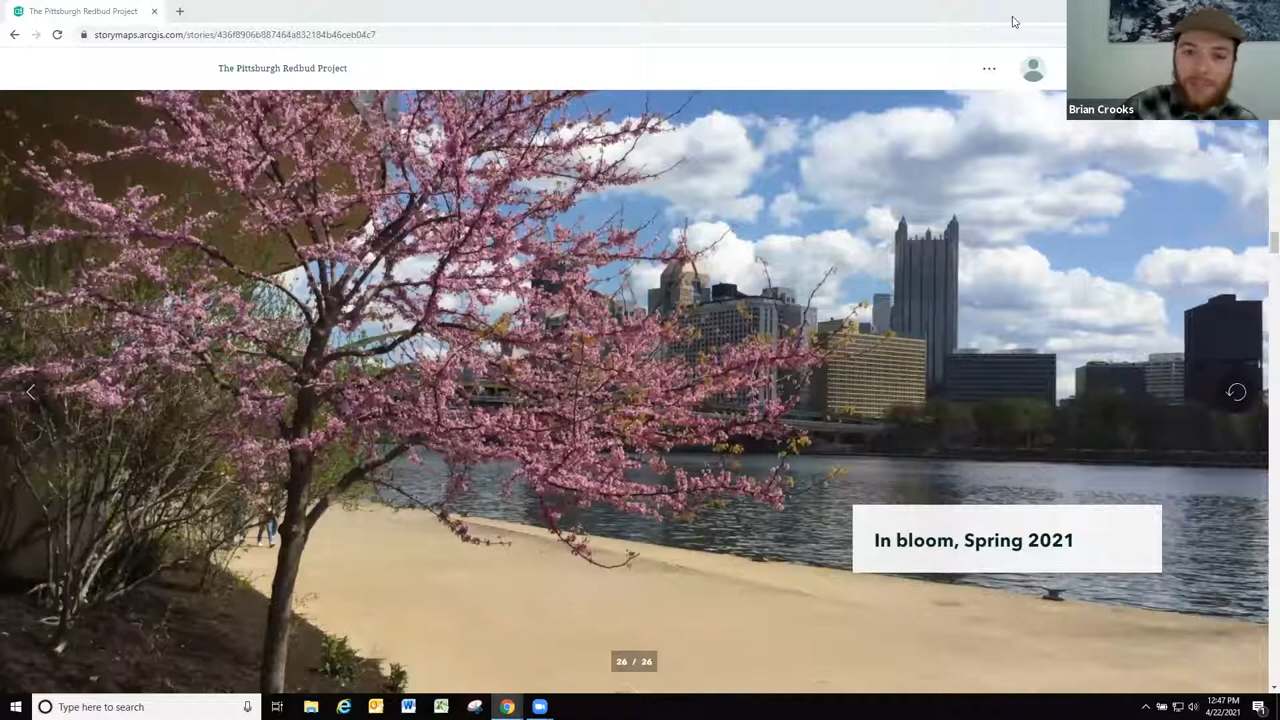 The Pittsburgh Redbud Project
storymaps.arcgis.com/stories/436f8906b887464a832184b46ceb04c7
The Pittsburgh Redbud Project
Brian Crooks
In bloom, Spring 2021
26 / 26
Type here to search
12:47 PM
4/22/2021